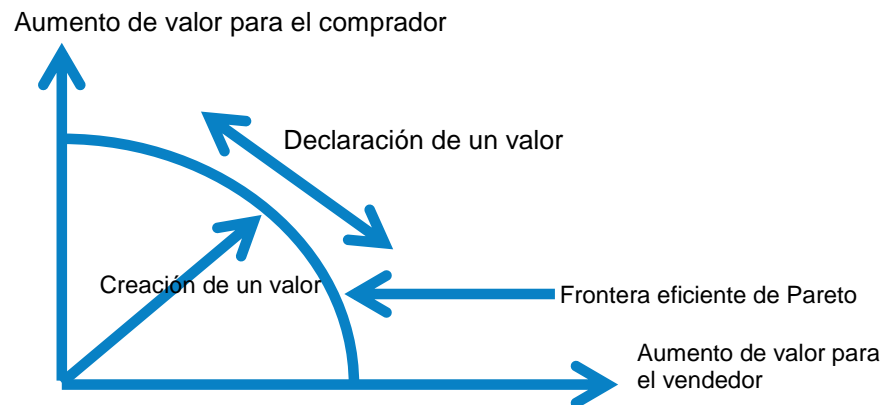 Aumento de valor para el comprador
Declaración de un valor
Creación de un valor
Frontera eficiente de Pareto
Aumento de valor para
el vendedor